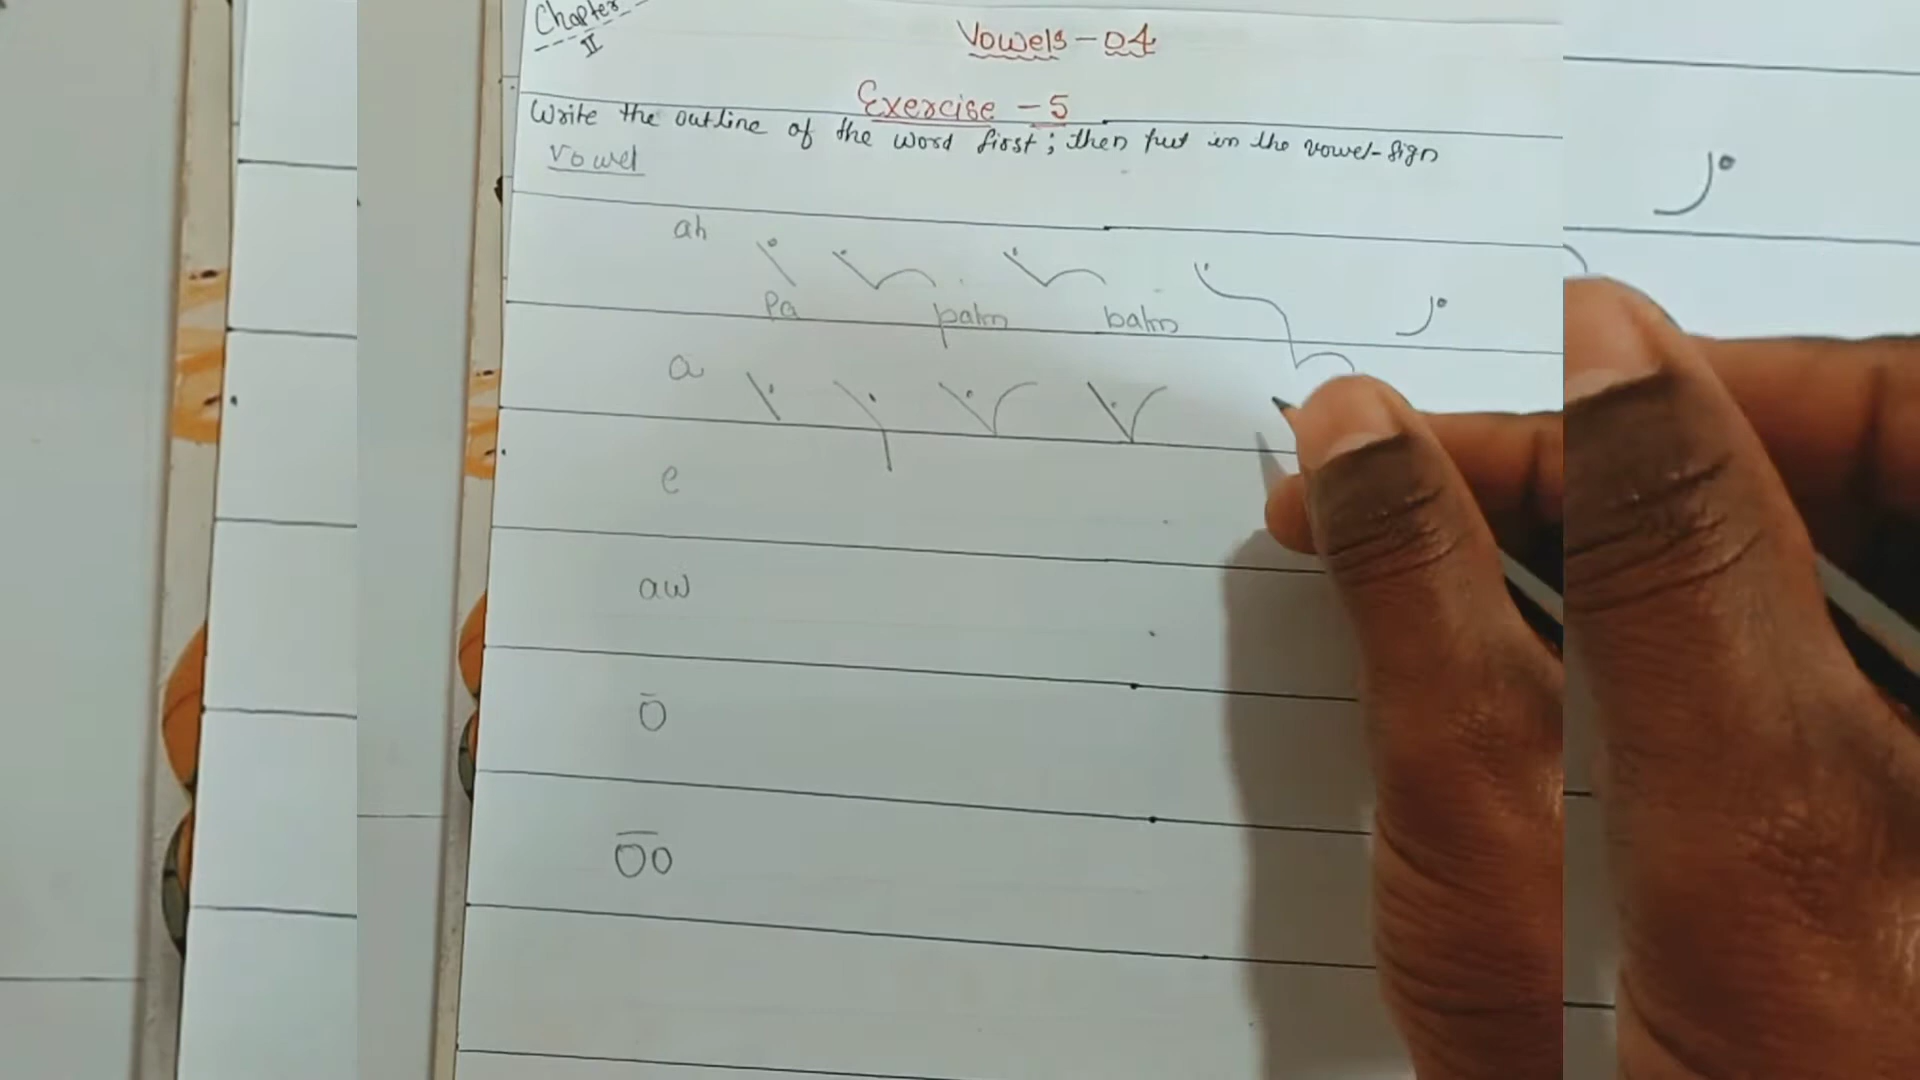 Chapter
II
Vowels - 04
Exercise - 5
Write the outline of the word first; then put in the vowel-sign
Vowel
ah
Pa palm balm
a
e
aw
ō
ōo